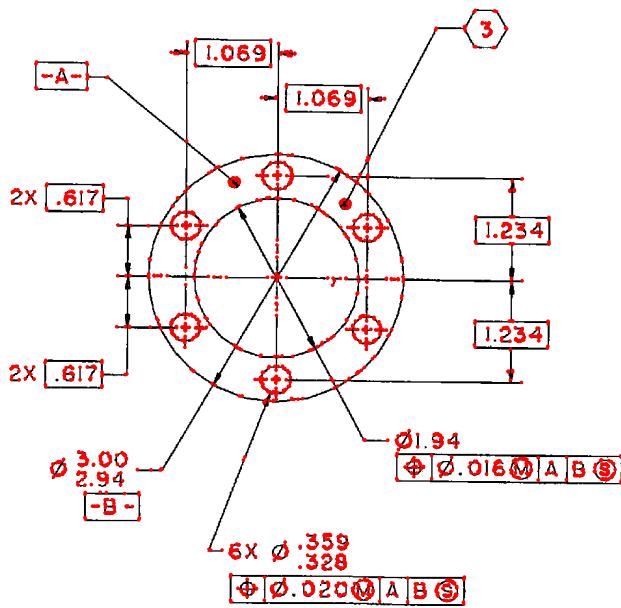 3
1.069
-A-
1.069
2X .617
1.234
1.234
2X .617
Ø1.94
⌖ Ø.016Ⓜ A B Ⓢ
Ø 3.00
2.94
-B-
6X Ø .359
.328
⌖ Ø.020Ⓜ A B Ⓢ